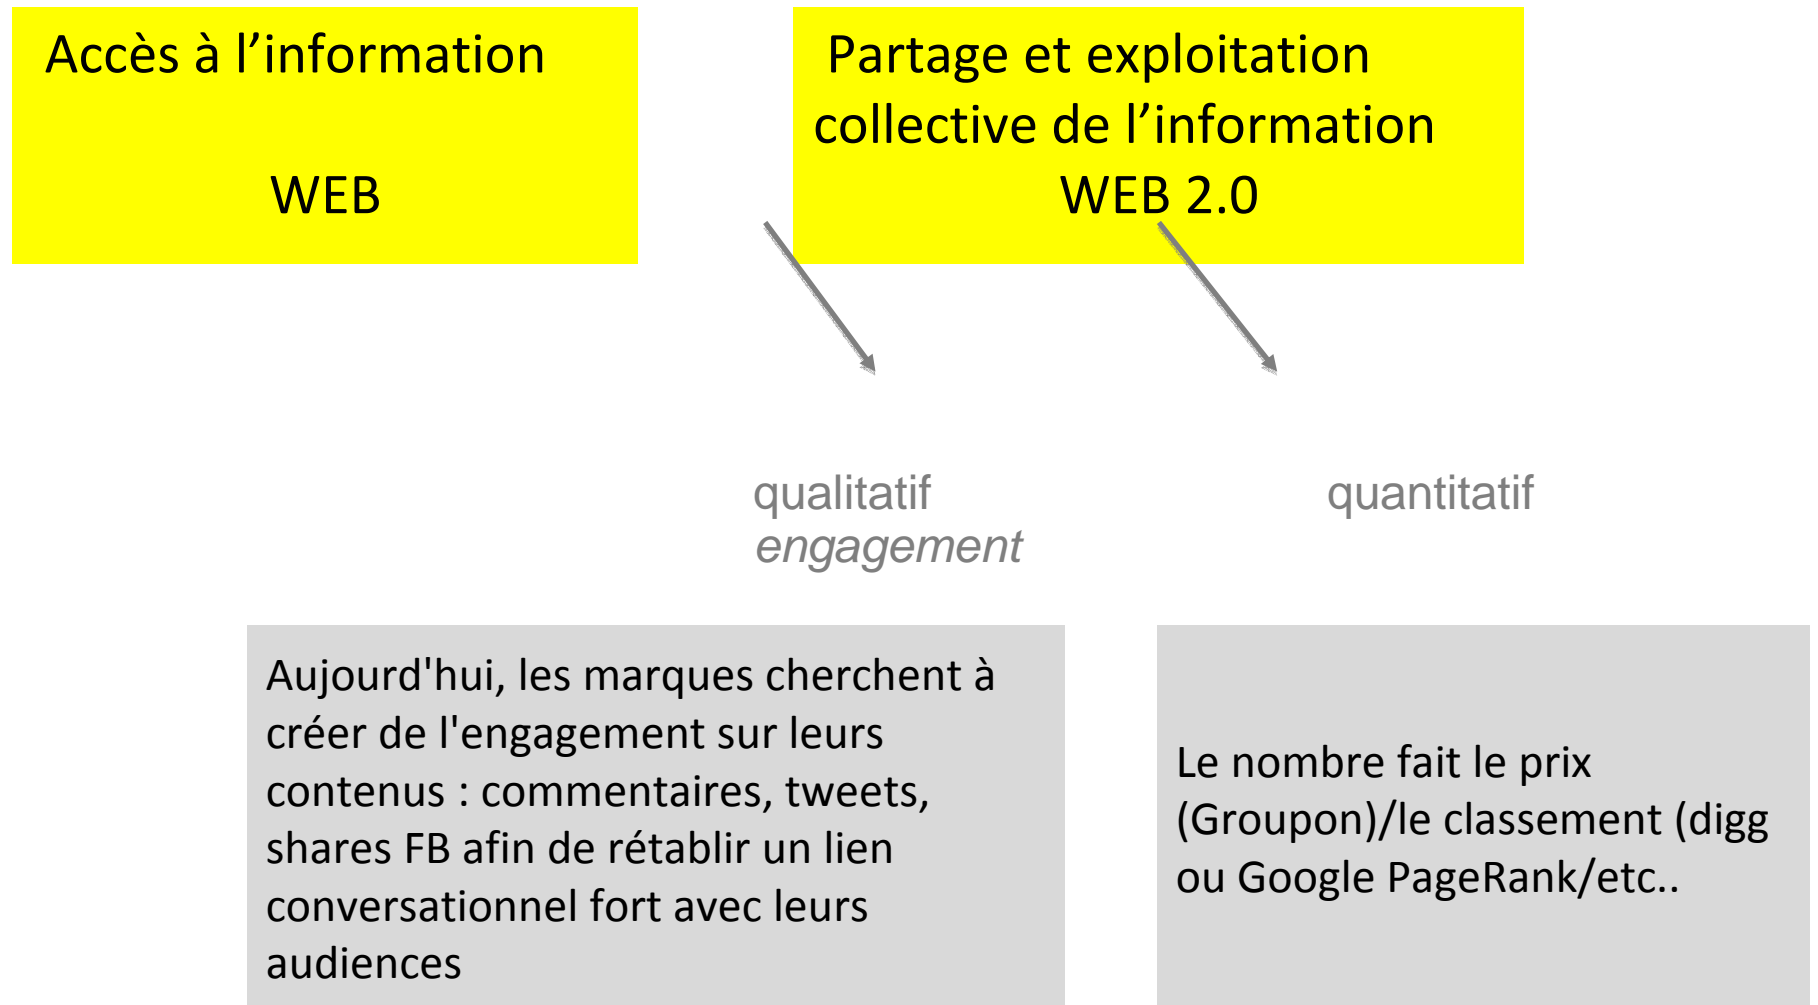 Accès à l’information
WEB
Partage et exploitation
collective de l’information
WEB 2.0
qualitatif
engagement
quantitatif
Aujourd'hui, les marques cherchent à
créer de l'engagement sur leurs
contenus : commentaires, tweets,
shares FB afin de rétablir un lien
conversationnel fort avec leurs
audiences
Le nombre fait le prix
(Groupon)/le classement (digg
ou Google PageRank/etc..